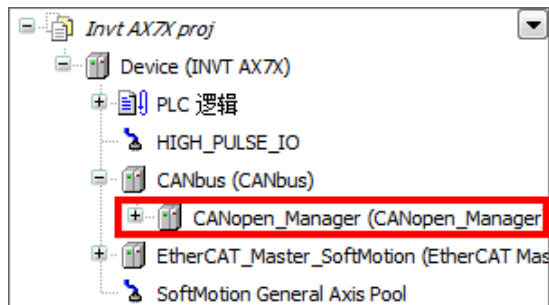 Invt AX7X proj
Device (INVT AX7X)
PLC 逻辑
HIGH_PULSE_IO
CANbus (CANbus)
CANopen_Manager (CANopen_Manager
EtherCAT_Master_SoftMotion (EtherCAT Mas
SoftMotion General Axis Pool